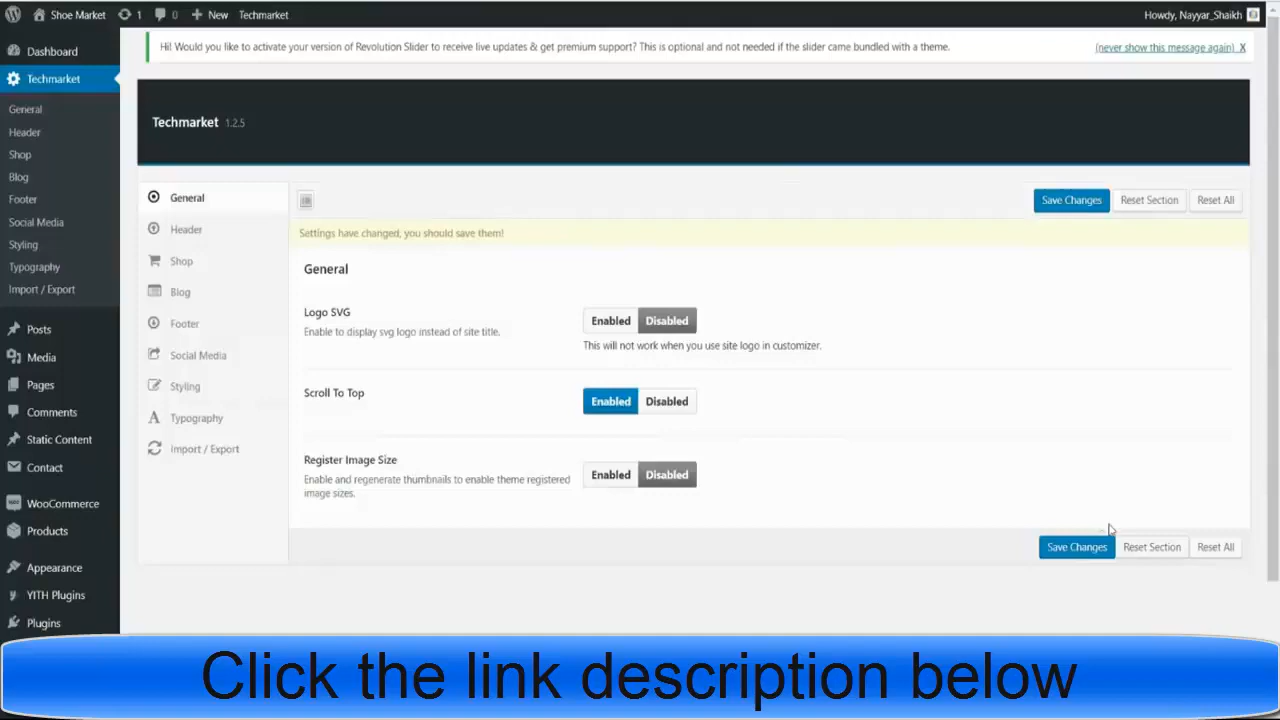 Shoe Market 1 0 New Techmarket Howdy, Nayyar_Shaikh
Dashboard
Techmarket
General
Header
Shop
Blog
Footer
Social Media
Styling
Typography
Import / Export
Posts
Media
Pages
Comments
Static Content
Contact
WooCommerce
Products
Appearance
YITH Plugins
Plugins
Hi! Would you like to activate your version of Revolution Slider to receive live updates & get premium support? This is optional and not needed if the slider came bundled with a theme. (never show this message again) X
Techmarket 1.2.5
General
Header
Shop
Blog
Footer
Social Media
Styling
Typography
Import / Export
Save Changes Reset Section Reset All
Settings have changed, you should save them!
General
Logo SVG
Enable to display svg logo instead of site title.
Enabled Disabled
This will not work when you use site logo in customizer.
Scroll To Top
Enabled Disabled
Register Image Size
Enable and regenerate thumbnails to enable theme registered
image sizes.
Enabled Disabled
Save Changes Reset Section Reset All
Click the link description below